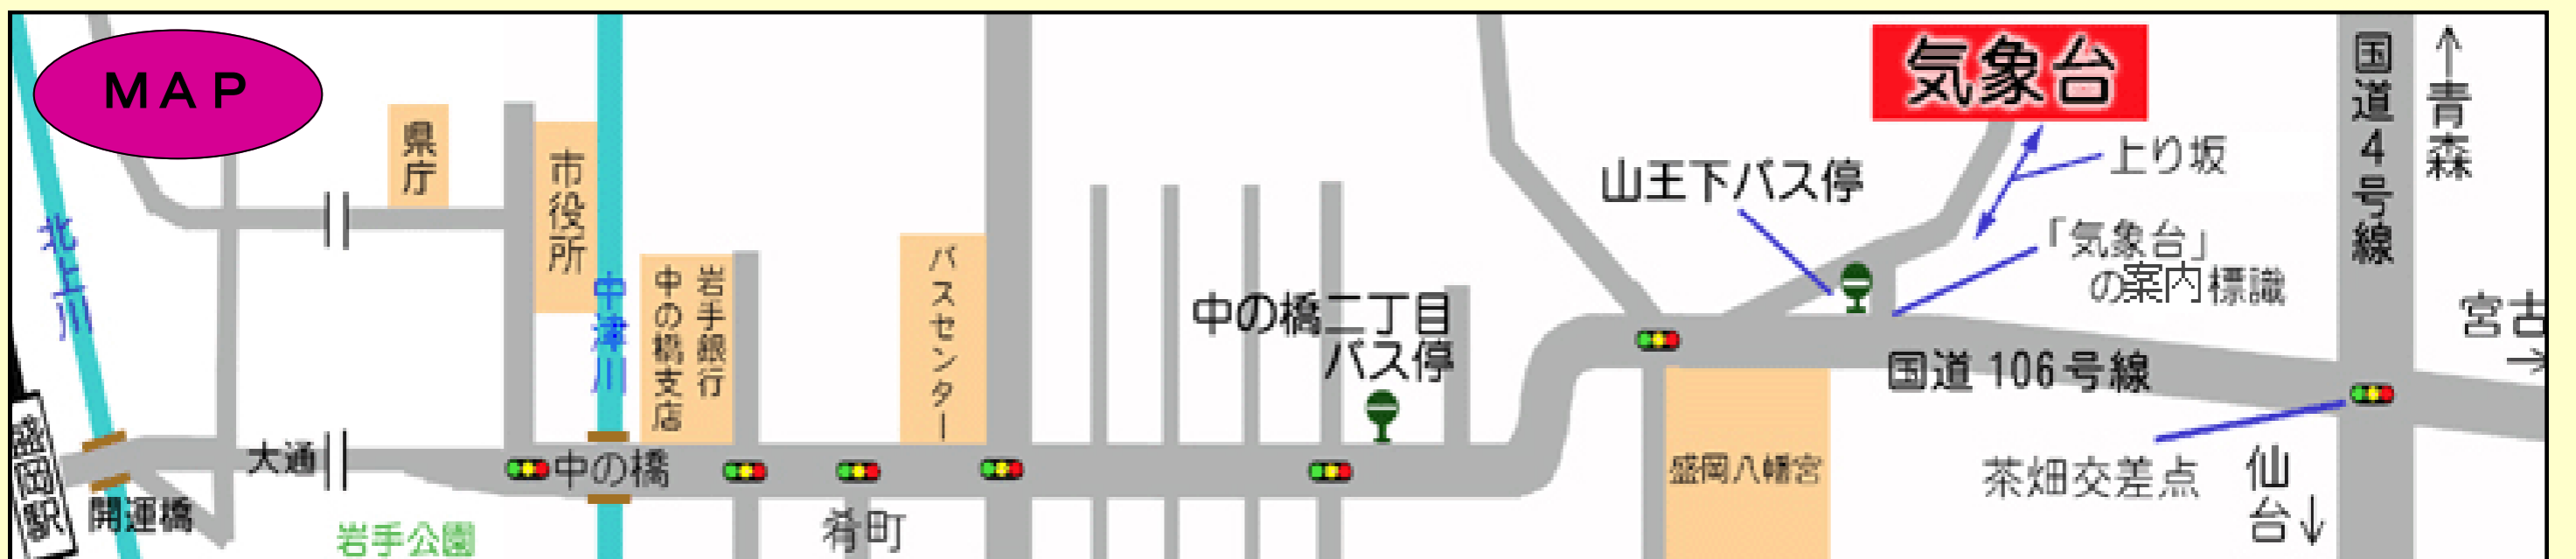 MAP
県庁
市役所
北上川
中津川
岩手銀行
中の橋支店
バスセンター
中の橋二丁目
バス停
山王下バス停
気象台
上り坂
「気象台」
の案内標識
国道4号線
↑青森
宮古
→
国道106号線
茶畑交差点
仙台↓
盛岡八幡宮
盛岡駅
開運橋
大通
中の橋
岩手公園
肴町